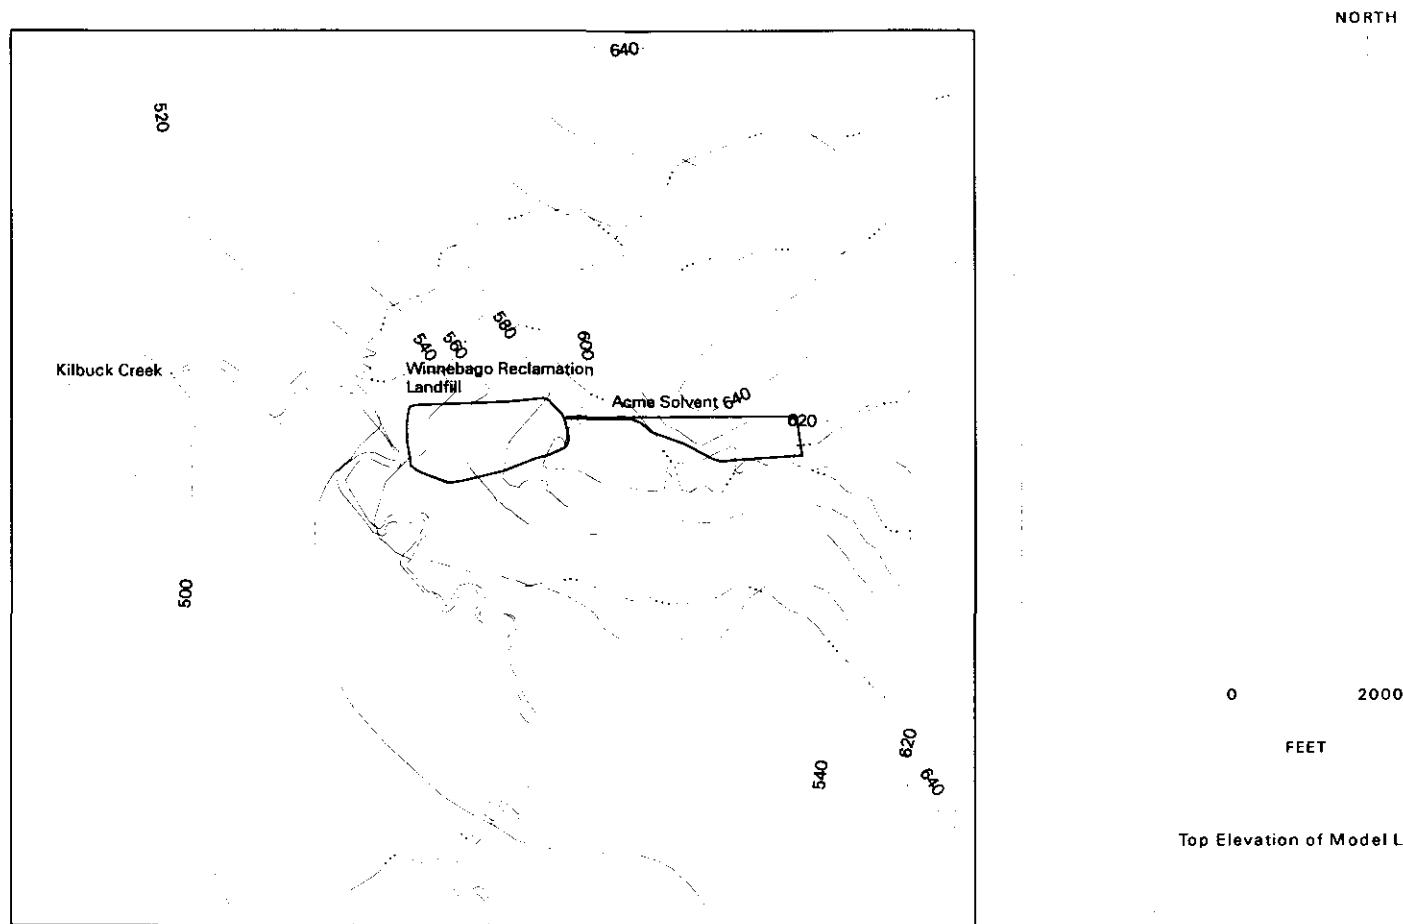 NORTH
640
520
580
540
560
600
Kilbuck Creek
Winnebago Reclamation
Landfill
Acme Solvent 640
620
500
0 2000
FEET
620
540
640
Top Elevation of Model L